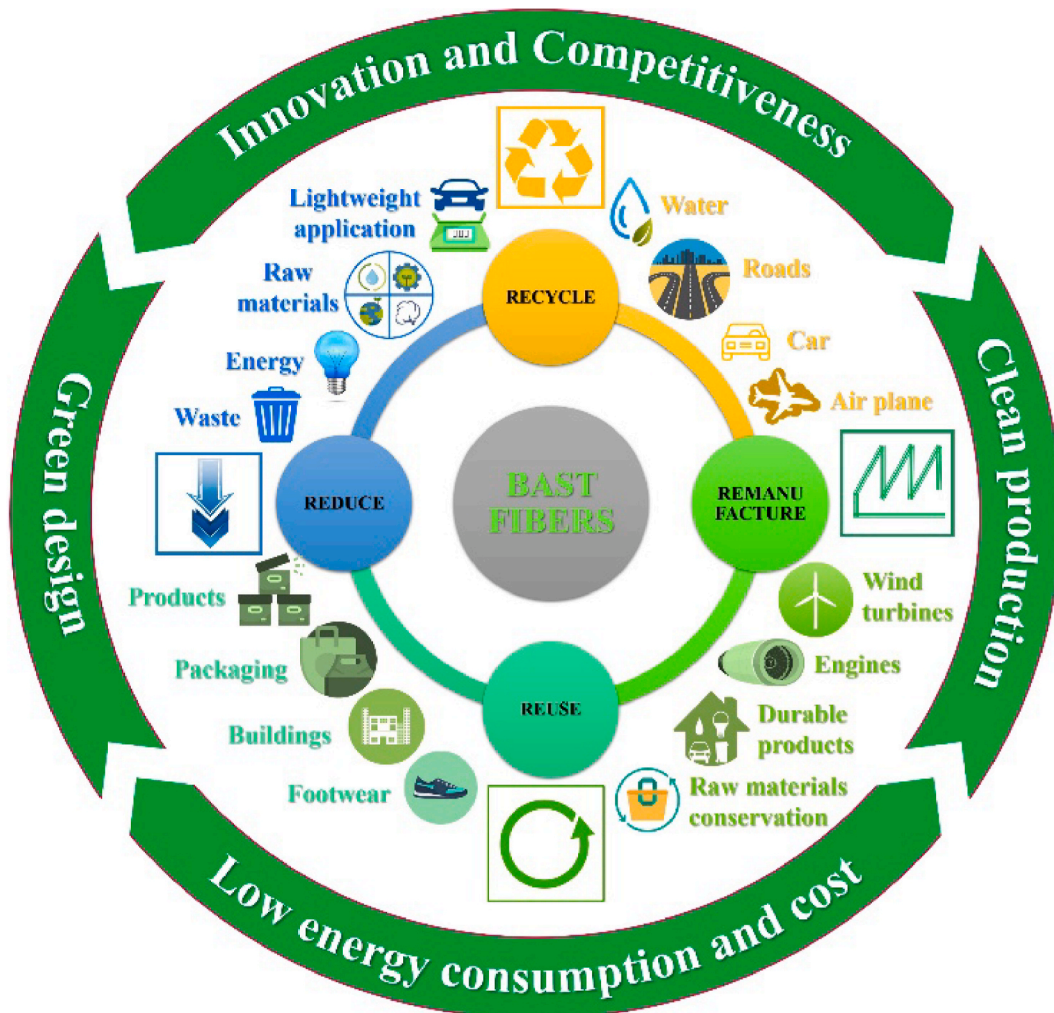 Innovation and Competitiveness
Lightweight
application
Raw
materials
Energy
Waste
Water
Roads
Car
Air plane
RECYCLE
Green design
REDUCE
BAST
FIBERS
REMANU
FACTURE
Clean production
Products
Packaging
Buildings
Footwear
REUSE
Wind
turbines
Engines
Durable
products
Raw materials
conservation
Low energy consumption and cost